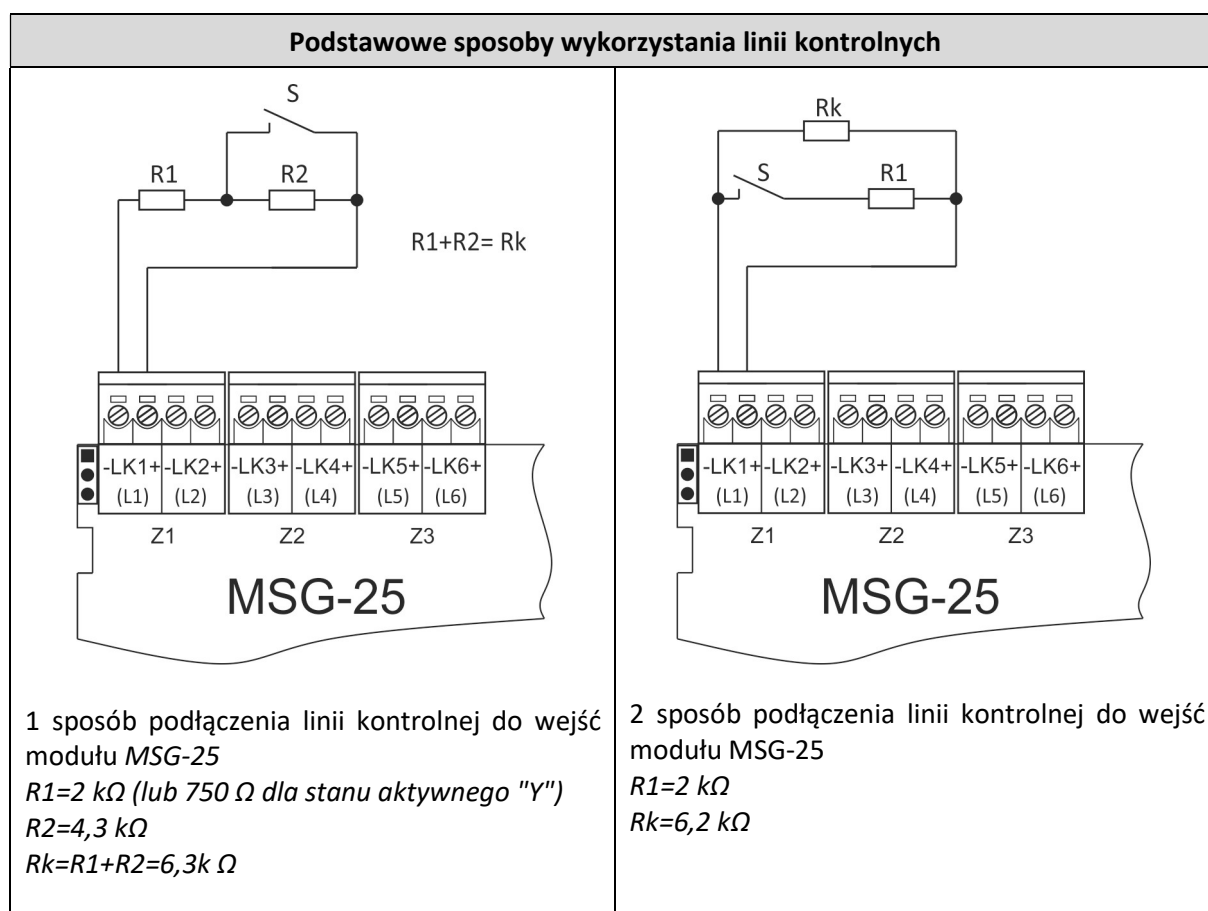 Podstawowe sposoby wykorzystania linii kontrolnych
S
R1
R2
R1+R2= Rk
-LK1+ -LK2+ -LK3+ -LK4+ -LK5+ -LK6+
(L1) (L2) (L3) (L4) (L5) (L6)
Z1 Z2 Z3
MSG-25
1 sposób podłączenia linii kontrolnej do wejść
modułu MSG-25
R1=2 kΩ (lub 750 Ω dla stanu aktywnego "Y")
R2=4,3 kΩ
Rk=R1+R2=6,3k Ω
Rk
S
R1
-LK1+ -LK2+ -LK3+ -LK4+ -LK5+ -LK6+
(L1) (L2) (L3) (L4) (L5) (L6)
Z1 Z2 Z3
MSG-25
2 sposób podłączenia linii kontrolnej do wejść
modułu MSG-25
R1=2 kΩ
Rk=6,2 kΩ